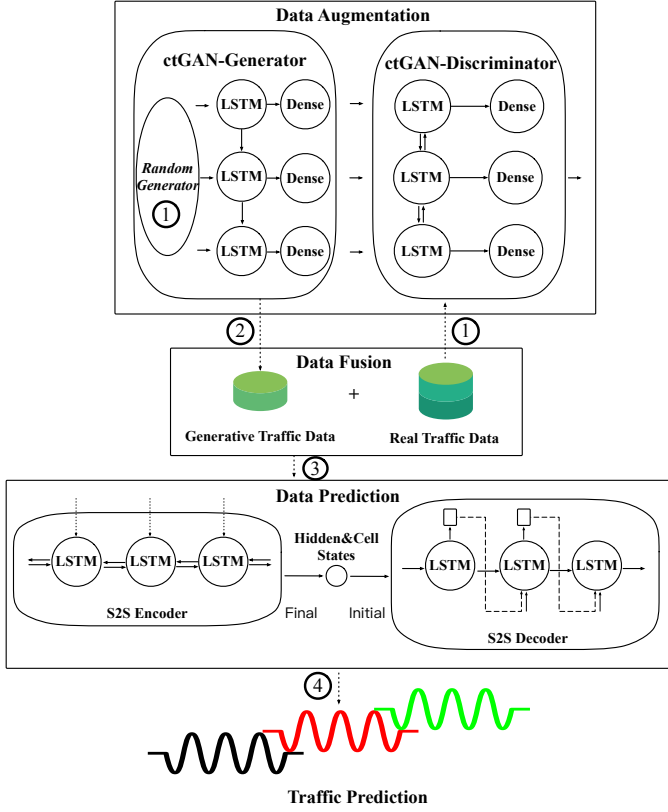 Data Augmentation
ctGAN-Generator
ctGAN-Discriminator
LSTM
Dense
LSTM
Dense
Random
Generator
1
LSTM
Dense
LSTM
Dense
LSTM
Dense
LSTM
Dense
2
1
Data Fusion
+
Generative Traffic Data
Real Traffic Data
3
Data Prediction
LSTM
LSTM
LSTM
S2S Encoder
Hidden&Cell
States
Final
Initial
LSTM
LSTM
LSTM
S2S Decoder
4
Traffic Prediction